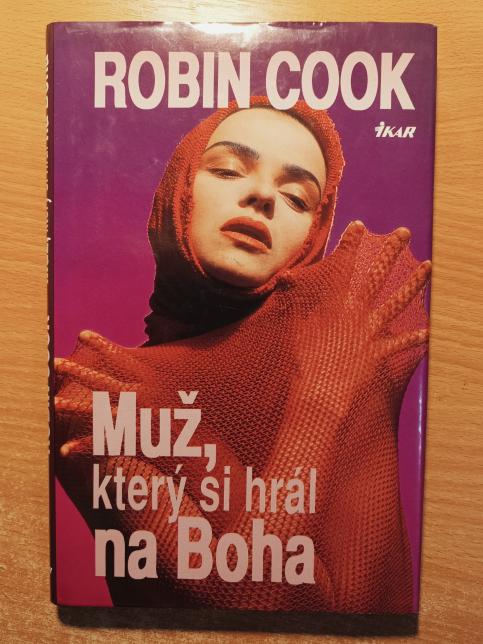 ROBIN COOK
iKAR
Muž,
který si hrál
na Boha